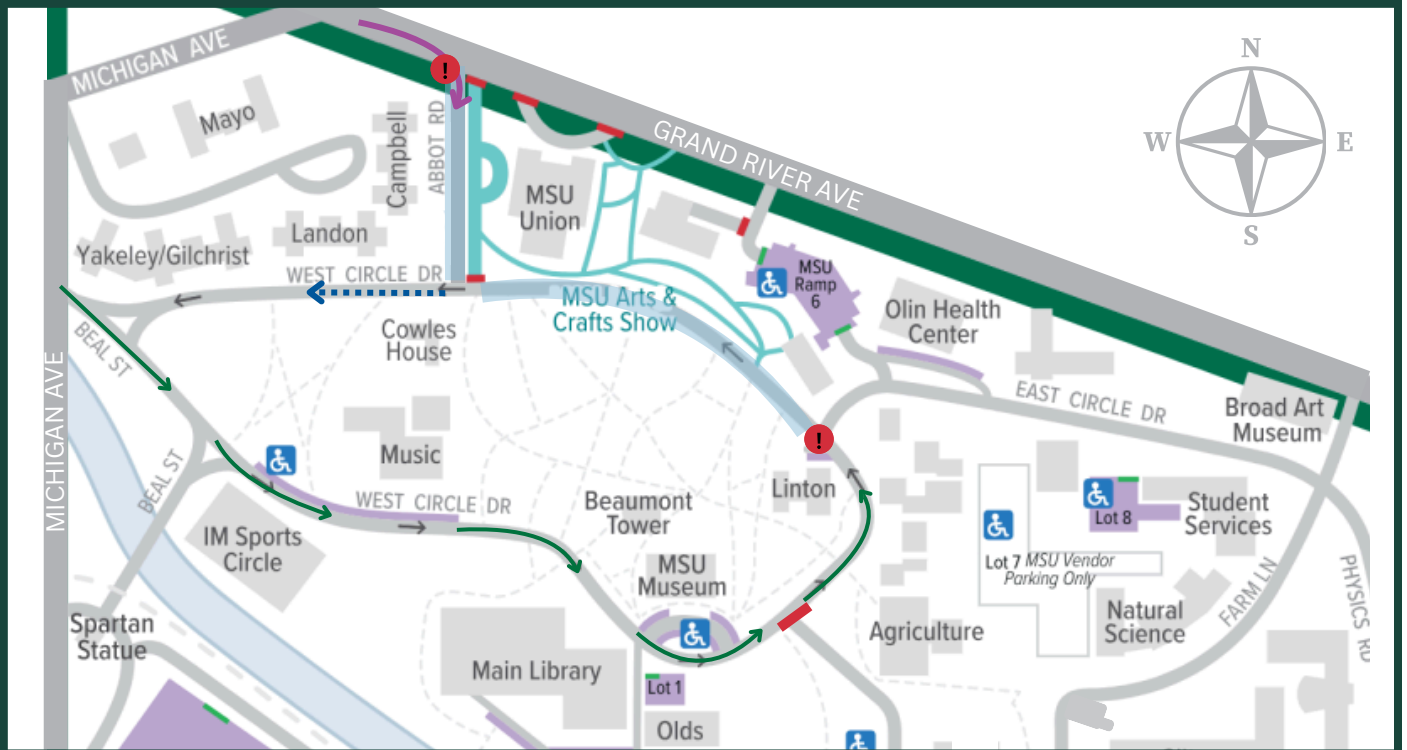 MICHIGAN AVE
N
W
E
S
!
Mayo
Campbell
ABBOT RD
GRAND RIVER AVE
MSU
Union
Landon
Yakeley/Gilchrist
WEST CIRCLE DR
MSU
Ramp
6
MSU Arts &
Crafts Show
Olin Health
Center
BEAL ST
Cowles
House
MICHIGAN AVE
EAST CIRCLE DR
Broad Art
Museum
!
Music
BEAL ST
WEST CIRCLE DR
Linton
Beaumont
Tower
Lot 8
Student
Services
IM Sports
Circle
MSU
Museum
Lot 7 MSU Vendor
Parking Only
PHYSICS RD
FARM LN
Natural
Science
Spartan
Statue
Agriculture
Main Library
Lot 1
Olds